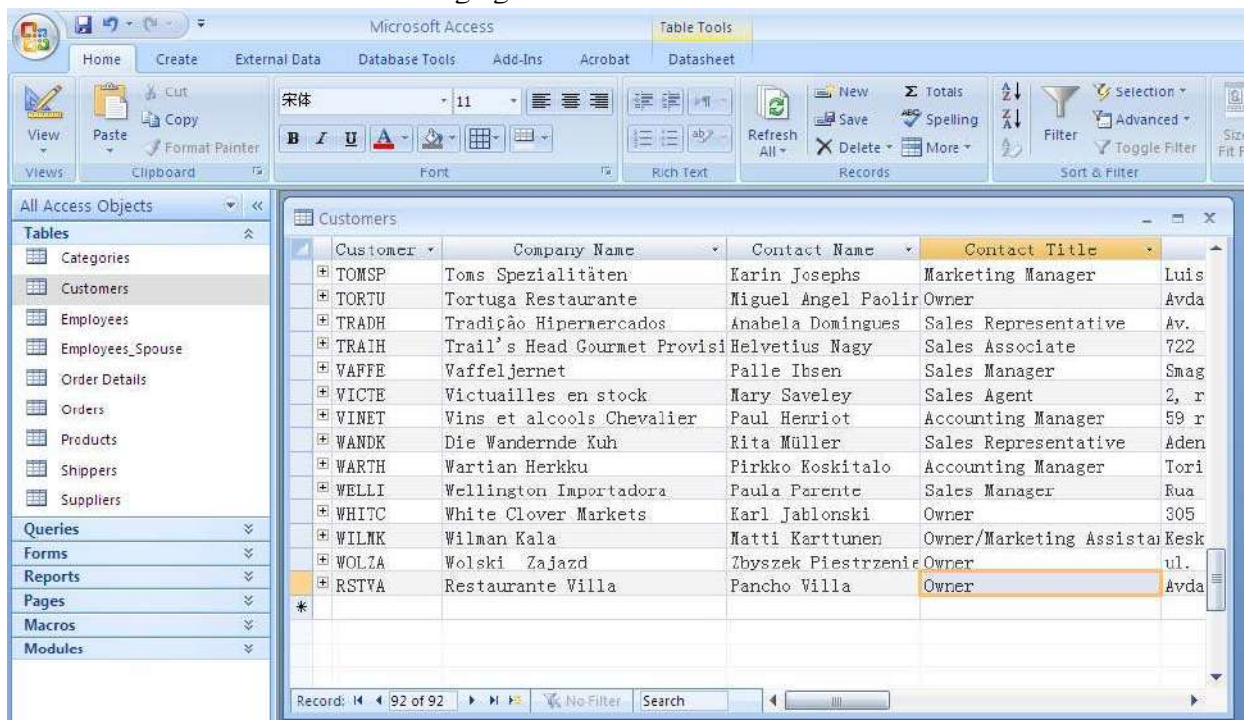 Microsoft Access Table Tools
Home Create External Data Database Tools Add-Ins Acrobat Datasheet
Cut
Copy
Format Painter
View
Paste
Views Clipboard
宋体 11
B I U A
Font
Rich Text
Refresh All
New Σ Totals
Save Spelling
Delete More
Records
Filter
Selection
Advanced
Toggle Filter
Sort & Filter
All Access Objects
Tables
Categories
Customers
Employees
Employees_Spouse
Order Details
Orders
Products
Shippers
Suppliers
Queries
Forms
Reports
Pages
Macros
Modules
Customers
Customer Company Name Contact Name Contact Title
TOMSP Toms Spezialitäten Karin Josephs Marketing Manager Luis
TORTU Tortuga Restaurante Miguel Angel Paolir Owner Avda
TRADH Tradição Hipermercados Anabela Domingues Sales Representative Av.
TRAIH Trail's Head Gourmet Provisi Helvetius Nagy Sales Associate 722
VAFFE Vaffeljernet Palle Ibsen Sales Manager Smag
VICTE Victuailles en stock Mary Saveley Sales Agent 2, r
VINET Vins et alcools Chevalier Paul Henriot Accounting Manager 59 r
WANDK Die Wandernde Kuh Rita Müller Sales Representative Aden
WARTH Wartian Herkku Pirkko Koskitalo Accounting Manager Tori
WELLI Wellington Importadora Paula Parente Sales Manager Rua
WHITC White Clover Markets Karl Jablonski Owner 305
WILMK Wilman Kala Matti Karttunen Owner/Marketing Assistar Kesk
WOLZA Wolski Zajazd Zbyszek Piestrzenie Owner ul.
RSTVA Restaurante Villa Pancho Villa Owner Avda
Record: 92 of 92 No Filter Search